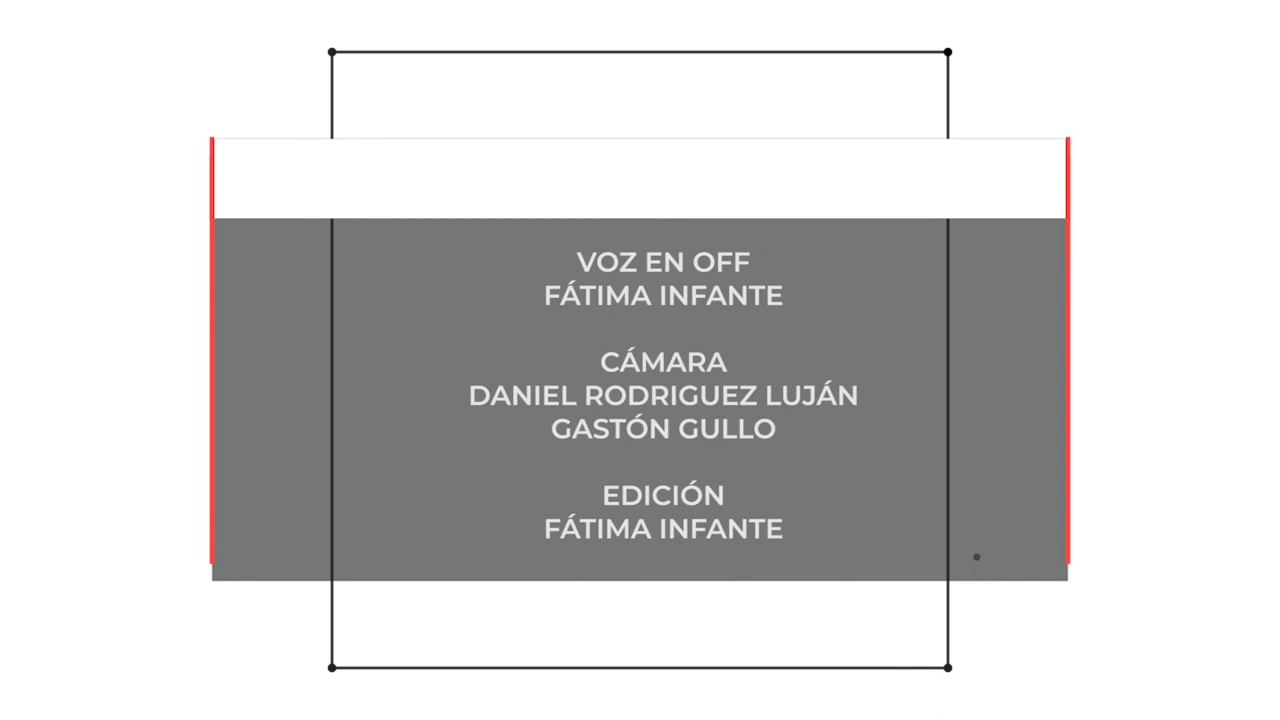 VOZ EN OFF
FÁTIMA INFANTE
CÁMARA
DANIEL RODRIGUEZ LUJÁN
GASTÓN GULLO
EDICIÓN
FÁTIMA INFANTE